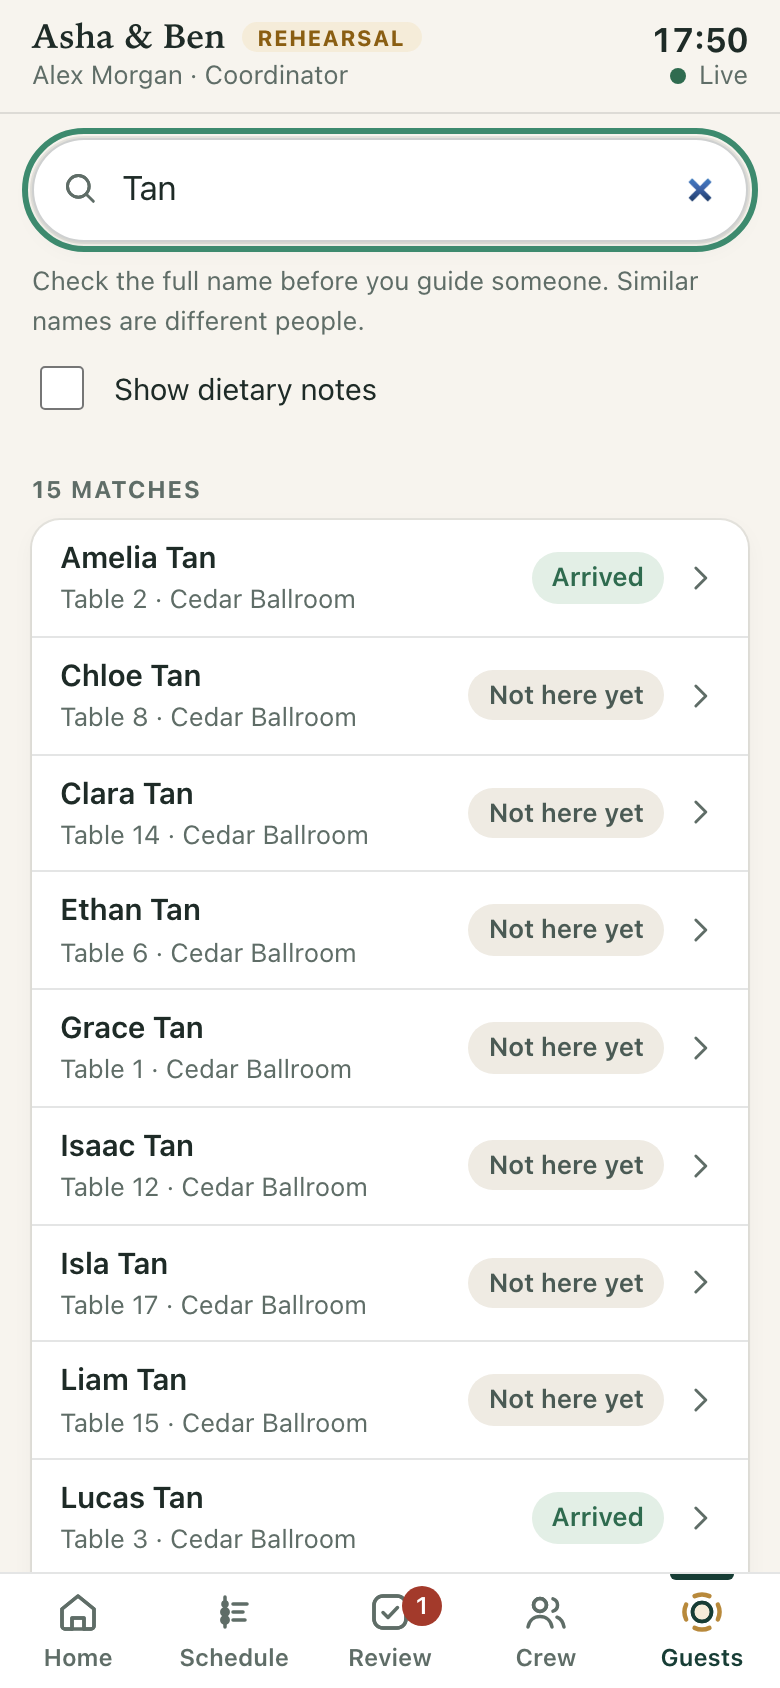 Asha & Ben REHEARSAL 17:50
Alex Morgan · Coordinator Live
Tan
Check the full name before you guide someone. Similar
names are different people.
Show dietary notes
15 MATCHES
Amelia Tan
Table 2 · Cedar Ballroom
Arrived
Chloe Tan
Table 8 · Cedar Ballroom
Not here yet
Clara Tan
Table 14 · Cedar Ballroom
Not here yet
Ethan Tan
Table 6 · Cedar Ballroom
Not here yet
Grace Tan
Table 1 · Cedar Ballroom
Not here yet
Isaac Tan
Table 12 · Cedar Ballroom
Not here yet
Isla Tan
Table 17 · Cedar Ballroom
Not here yet
Liam Tan
Table 15 · Cedar Ballroom
Not here yet
Lucas Tan
Table 3 · Cedar Ballroom
Arrived
1
Home Schedule Review Crew Guests